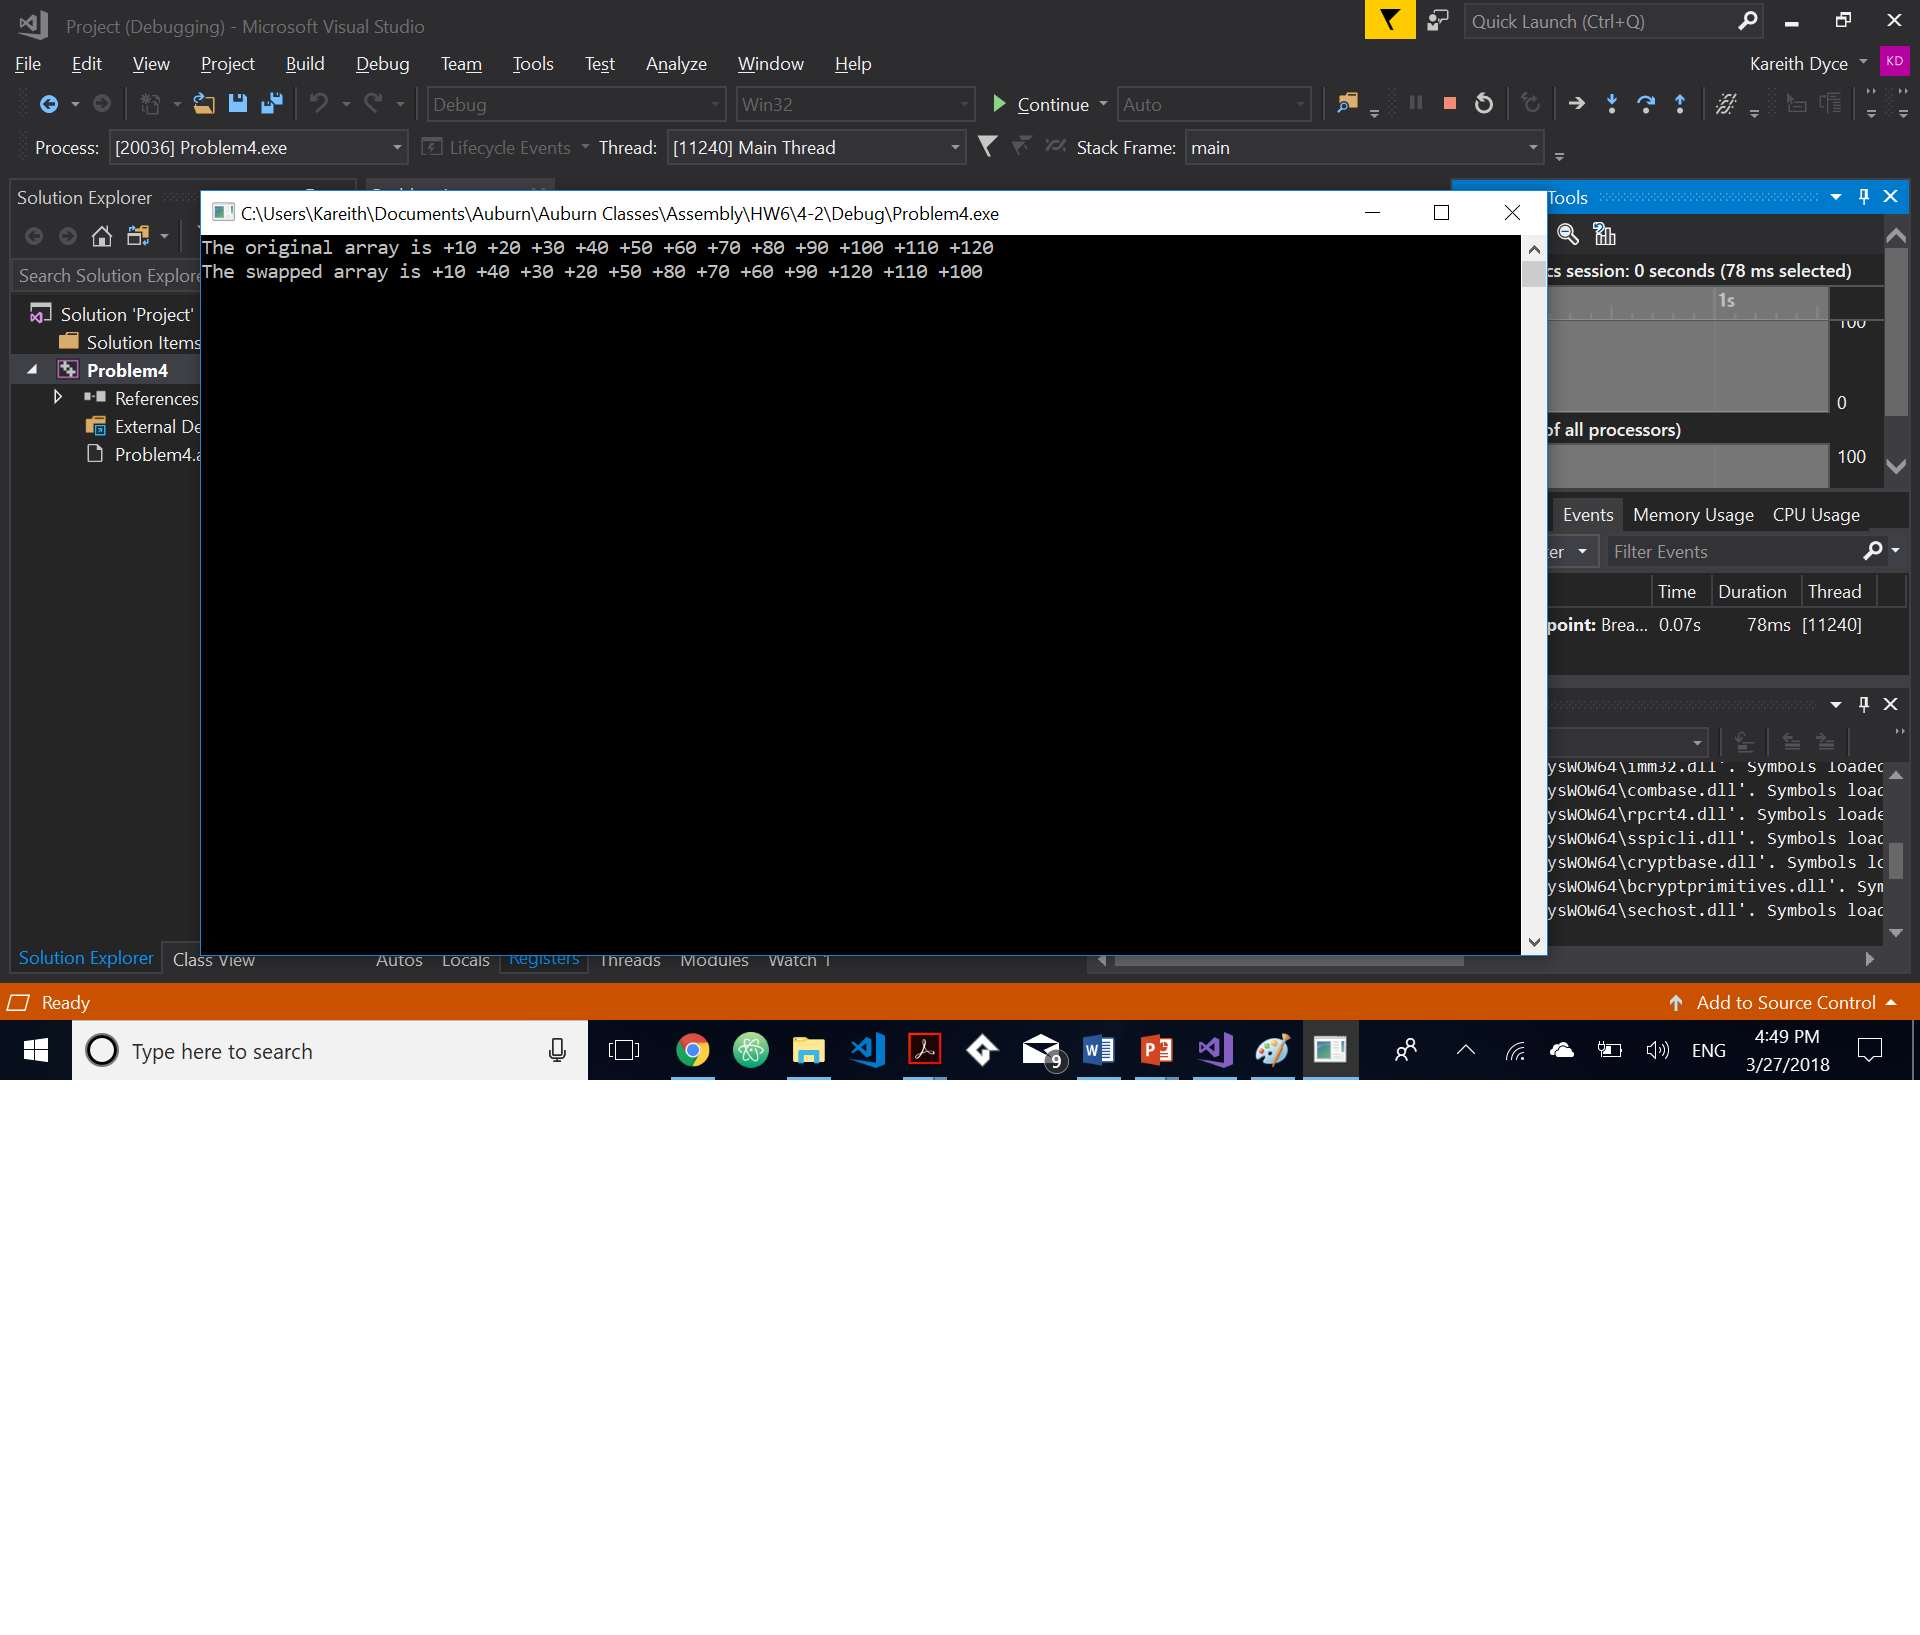 Project (Debugging) - Microsoft Visual Studio
Quick Launch (Ctrl+Q)
File Edit View Project Build Debug Team Tools Test Analyze Window Help
Kareith Dyce KD
Debug Win32 Continue Auto
Process: [20036] Problem4.exe Lifecycle Events Thread: [11240] Main Thread Stack Frame: main
Solution Explorer
Tools
C:\Users\Kareith\Documents\Auburn\Auburn Classes\Assembly\HW6\4-2\Debug\Problem4.exe
The original array is +10 +20 +30 +40 +50 +60 +70 +80 +90 +100 +110 +120
The swapped array is +10 +40 +30 +20 +50 +80 +70 +60 +90 +120 +110 +100
Search Solution Explore
Solution 'Project'
Solution Items
Problem4
References
External De
Problem4.a
cs session: 0 seconds (78 ms selected)
1s
100
0
of all processors)
100
Events Memory Usage CPU Usage
ter Filter Events
Time Duration Thread
point: Brea... 0.07s 78ms [11240]
ysWOW64\imm32.dll'. Symbols loaded
ysWOW64\combase.dll'. Symbols load
ysWOW64\rpcrt4.dll'. Symbols loade
ysWOW64\sspicli.dll'. Symbols load
ysWOW64\cryptbase.dll'. Symbols lo
ysWOW64\bcryptprimitives.dll'. Sym
ysWOW64\sechost.dll'. Symbols load
Solution Explorer Class View Autos Locals Registers Threads Modules Watch 1
Ready
Add to Source Control
Type here to search
9
ENG
4:49 PM
3/27/2018